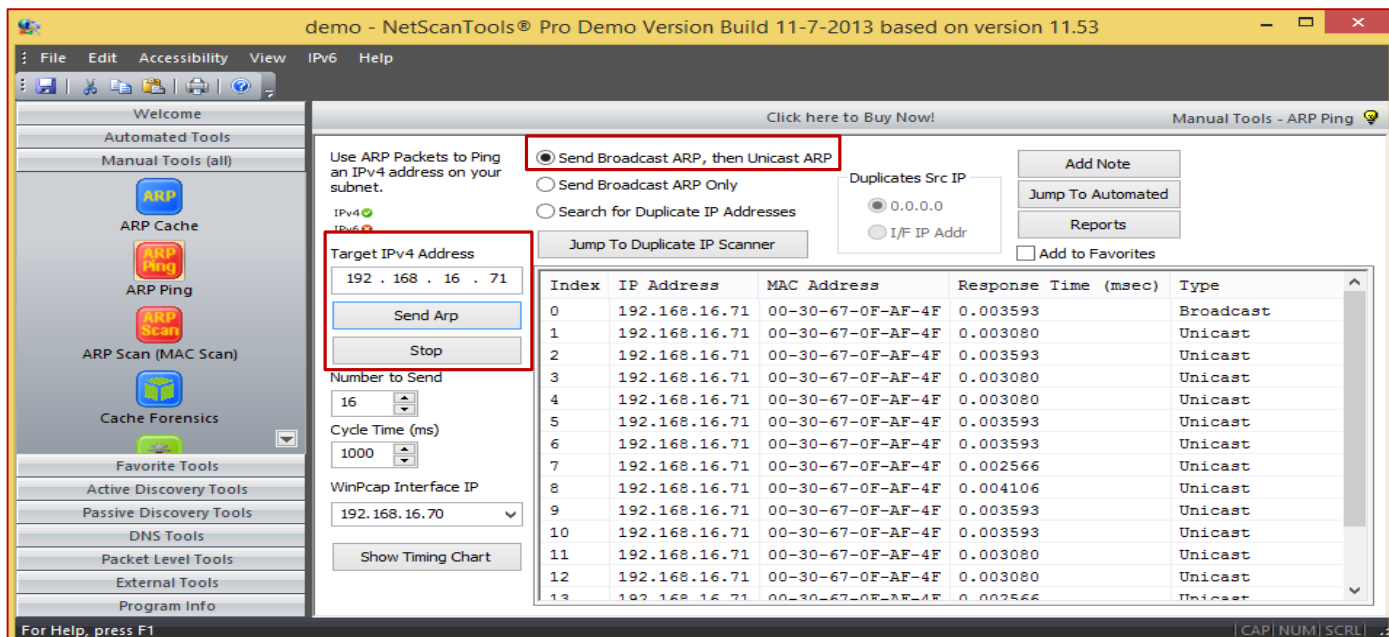 demo - NetScanTools® Pro Demo Version Build 11-7-2013 based on version 11.53
File Edit Accessibility View IPv6 Help
Welcome
Automated Tools
Manual Tools (all)
ARP
ARP Cache
ARP Ping
ARP Ping
ARP Scan
ARP Scan (MAC Scan)
Cache Forensics
Favorite Tools
Active Discovery Tools
Passive Discovery Tools
DNS Tools
Packet Level Tools
External Tools
Program Info
Click here to Buy Now!
Manual Tools - ARP Ping
Use ARP Packets to Ping
an IPv4 address on your
subnet.
IPv4
IPv6
Target IPv4 Address
192 . 168 . 16 . 71
Send Arp
Stop
Number to Send
16
Cycle Time (ms)
1000
WinPcap Interface IP
192.168.16.70
Show Timing Chart
Send Broadcast ARP, then Unicast ARP
Send Broadcast ARP Only
Search for Duplicate IP Addresses
Jump To Duplicate IP Scanner
Duplicates Src IP
0.0.0.0
I/F IP Addr
Add Note
Jump To Automated
Reports
Add to Favorites
Index IP Address MAC Address Response Time (msec) Type
0 192.168.16.71 00-30-67-0F-AF-4F 0.003593 Broadcast
1 192.168.16.71 00-30-67-0F-AF-4F 0.003080 Unicast
2 192.168.16.71 00-30-67-0F-AF-4F 0.003593 Unicast
3 192.168.16.71 00-30-67-0F-AF-4F 0.003080 Unicast
4 192.168.16.71 00-30-67-0F-AF-4F 0.003080 Unicast
5 192.168.16.71 00-30-67-0F-AF-4F 0.003593 Unicast
6 192.168.16.71 00-30-67-0F-AF-4F 0.003593 Unicast
7 192.168.16.71 00-30-67-0F-AF-4F 0.002566 Unicast
8 192.168.16.71 00-30-67-0F-AF-4F 0.004106 Unicast
9 192.168.16.71 00-30-67-0F-AF-4F 0.003593 Unicast
10 192.168.16.71 00-30-67-0F-AF-4F 0.003593 Unicast
11 192.168.16.71 00-30-67-0F-AF-4F 0.003080 Unicast
12 192.168.16.71 00-30-67-0F-AF-4F 0.003080 Unicast
13 192.168.16.71 00-30-67-0F-AF-4F 0.002566 Unicast
For Help, press F1
CAP NUM SCRL